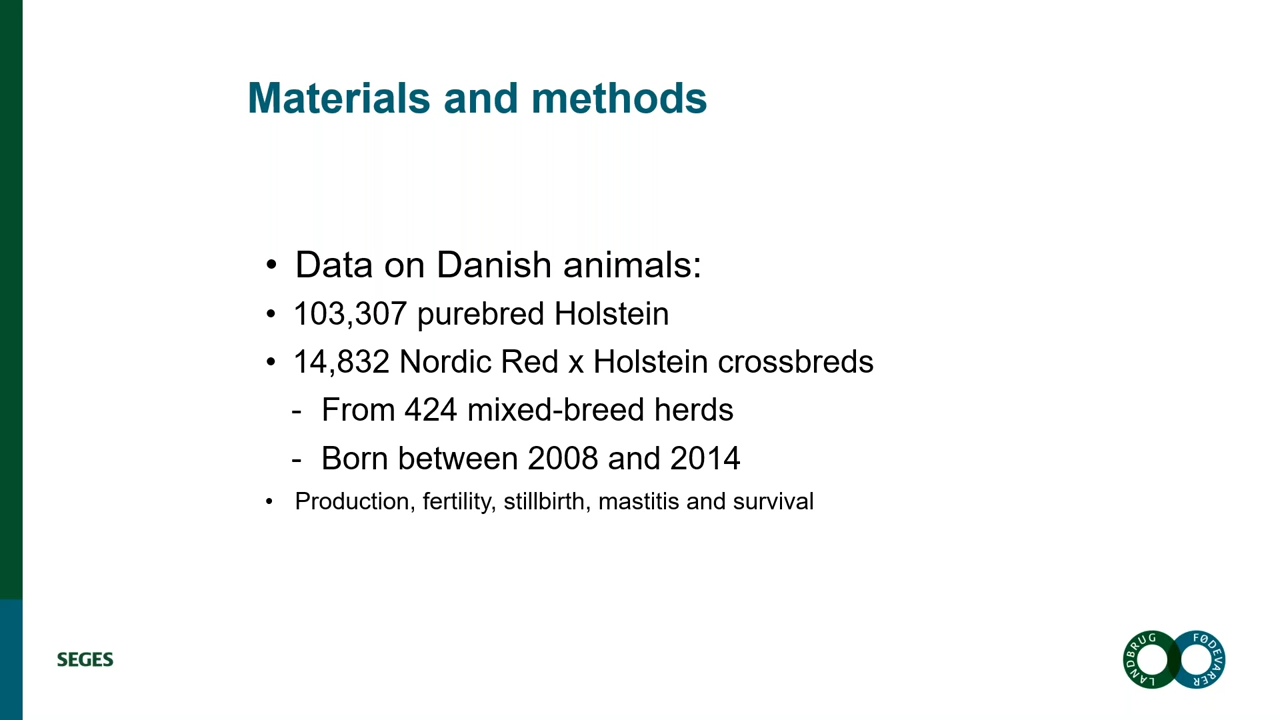 Materials and methods
• Data on Danish animals:
• 103,307 purebred Holstein
• 14,832 Nordic Red x Holstein crossbreds
- From 424 mixed-breed herds
- Born between 2008 and 2014
• Production, fertility, stillbirth, mastitis and survival
SEGES
LANDBRUG FØDEVARER